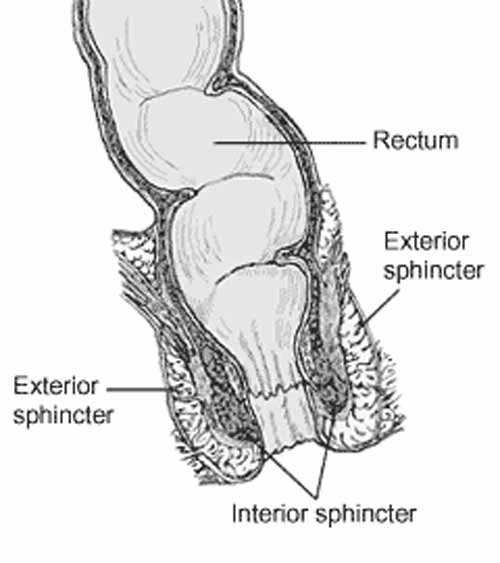 Rectum
Exterior
sphincter
Exterior
sphincter
Interior sphincter